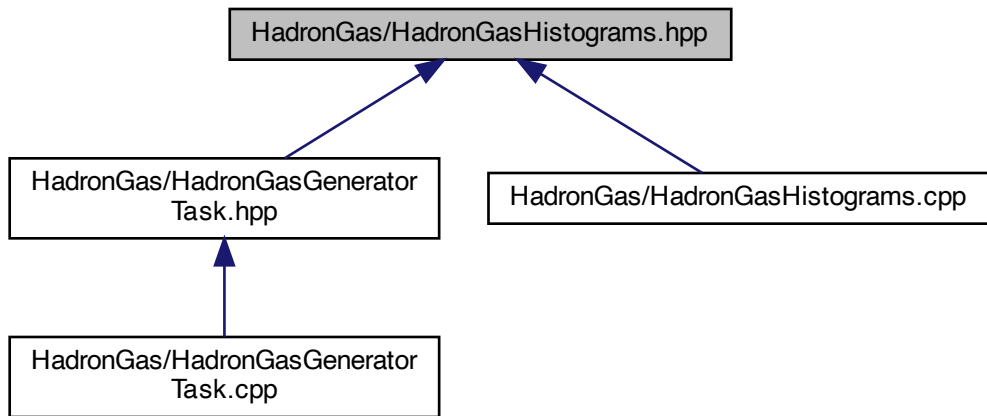 HadronGas/HadronGasHistograms.hpp
HadronGas/HadronGasGenerator
Task.hpp
HadronGas/HadronGasHistograms.cpp
HadronGas/HadronGasGenerator
Task.cpp